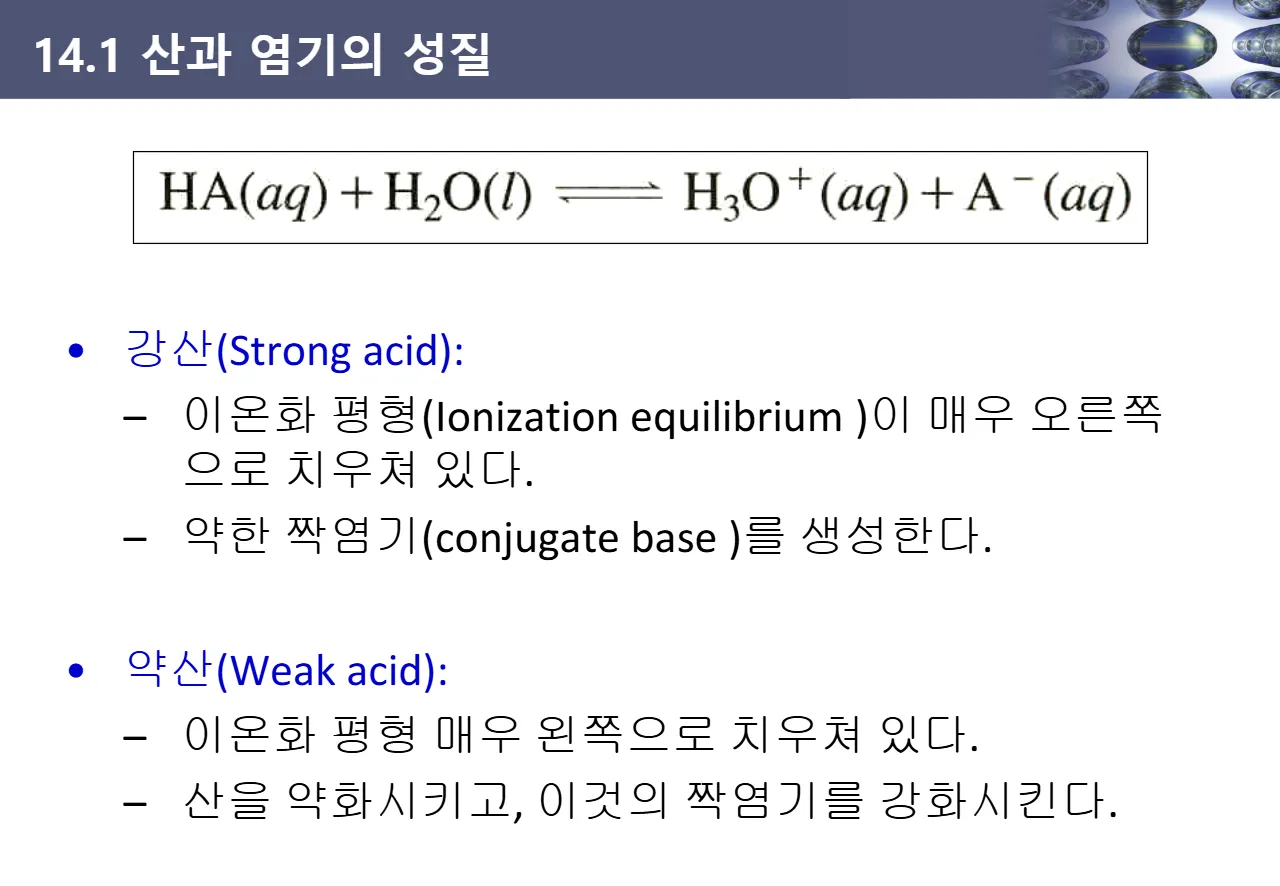 14.1 산과 염기의 성질
HA(aq) + H₂O(l) ⇌ H₃O⁺(aq) + A⁻(aq)
• 강산(Strong acid):
– 이온화 평형(Ionization equilibrium )이 매우 오른쪽
으로 치우쳐 있다.
– 약한 짝염기(conjugate base )를 생성한다.
• 약산(Weak acid):
– 이온화 평형 매우 왼쪽으로 치우쳐 있다.
– 산을 약화시키고, 이것의 짝염기를 강화시킨다.